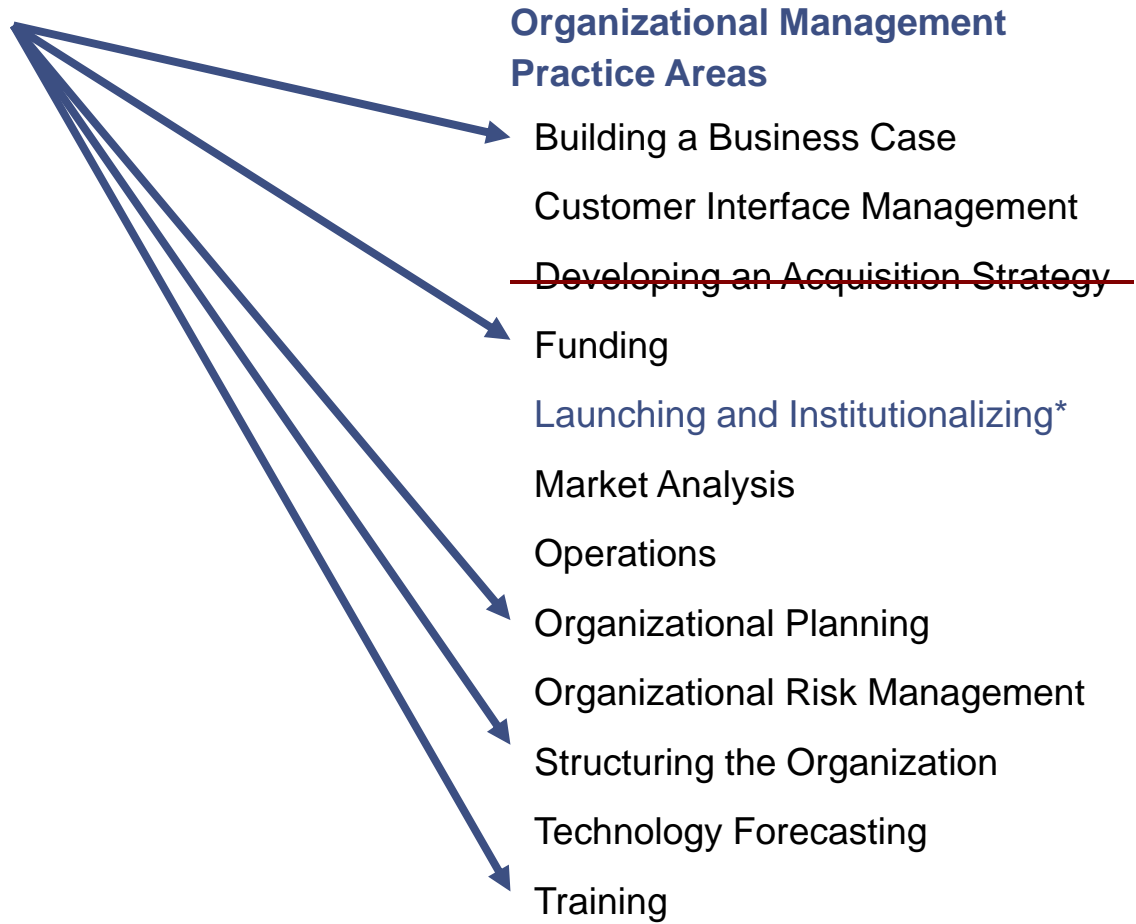 Organizational Management
Practice Areas
Building a Business Case
Customer Interface Management
Developing an Acquisition Strategy
Funding
Launching and Institutionalizing*
Market Analysis
Operations
Organizational Planning
Organizational Risk Management
Structuring the Organization
Technology Forecasting
Training